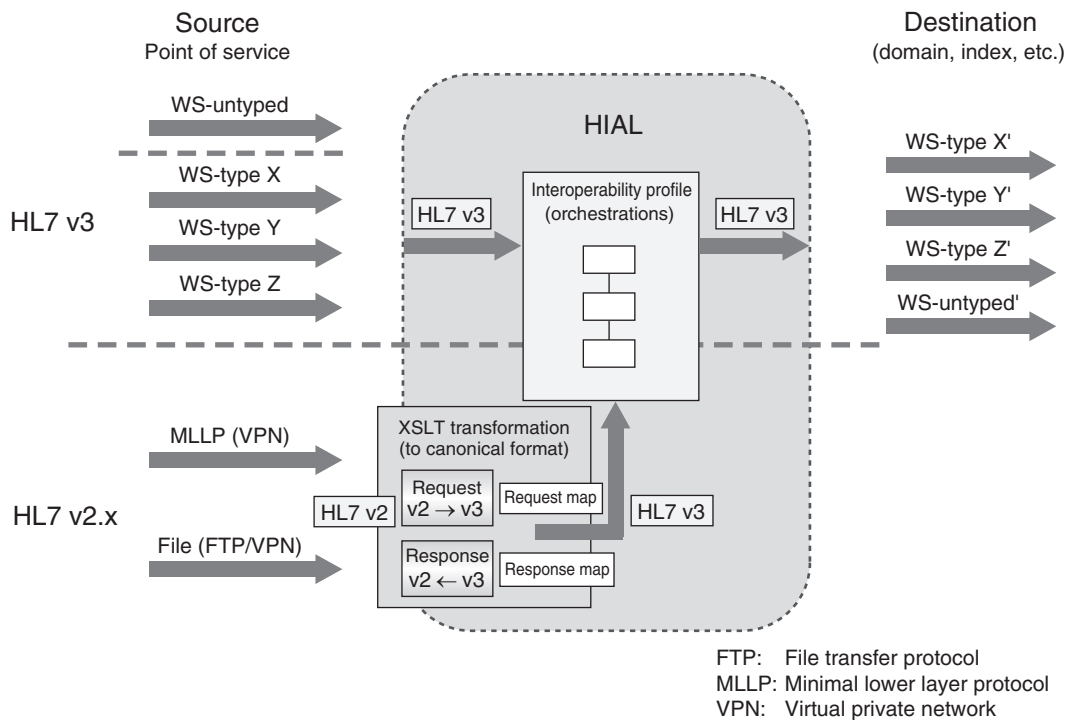 Source
Point of service
Destination
(domain, index, etc.)
WS-untyped
HIAL
WS-type X
WS-type Y
WS-type Z
HL7 v3
HL7 v3
Interoperability profile
(orchestrations)
HL7 v3
WS-type X'
WS-type Y'
WS-type Z'
WS-untyped'
MLLP (VPN)
HL7 v2.x
File (FTP/VPN)
XSLT transformation
(to canonical format)
HL7 v2
Request
v2 → v3
Request map
HL7 v3
Response
v2 ← v3
Response map
FTP: File transfer protocol
MLLP: Minimal lower layer protocol
VPN: Virtual private network